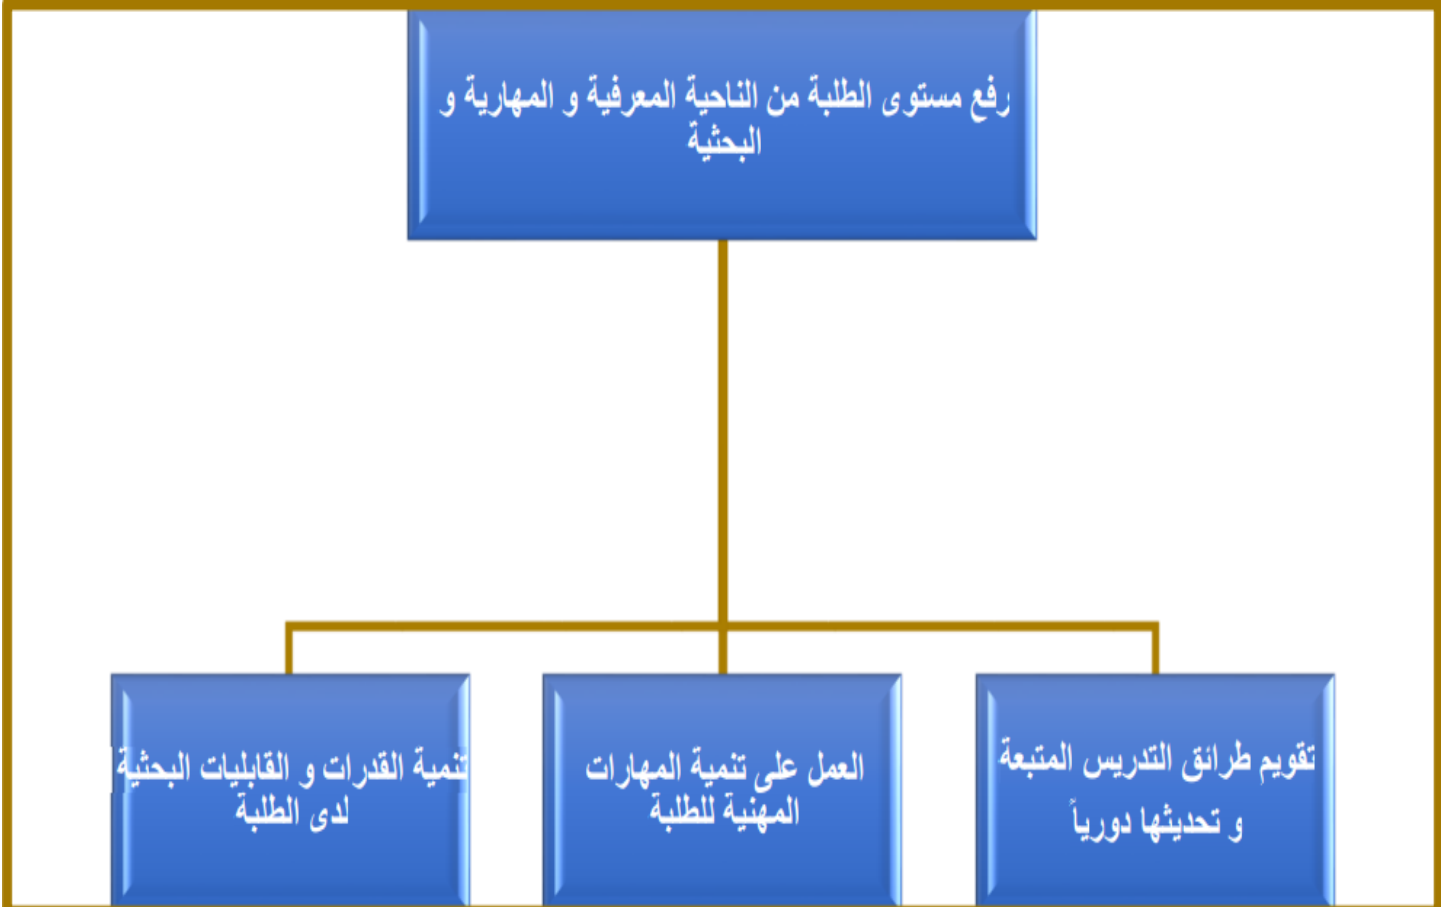 رفع مستوى الطلبة من الناحية المعرفية و المهارية و
البحثية
تقويم طرائق التدريس المتبعة
و تحديثها دورياً
العمل على تنمية المهارات
المهنية للطلبة
تنمية القدرات و القابليات البحثية
لدى الطلبة